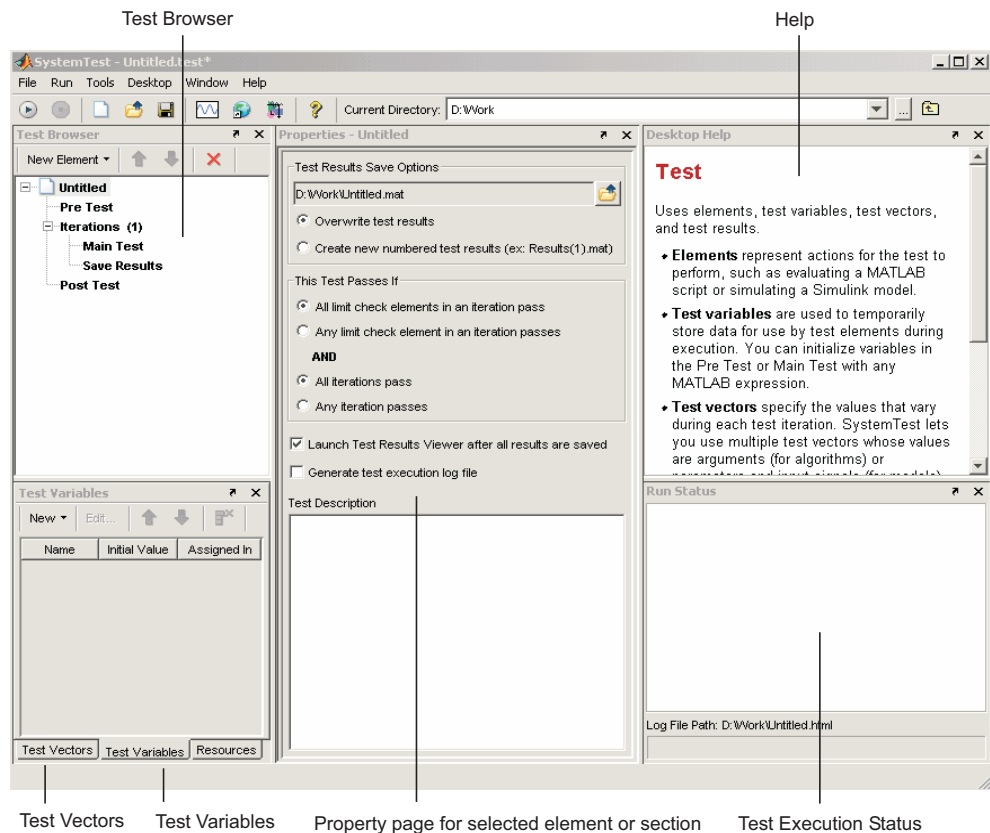 Test Browser
Help
SystemTest - Untitled.test*
File Run Tools Desktop Window Help
Current Directory: D:\Work
...
Test Browser
New Element
Untitled
Pre Test
Iterations (1)
Main Test
Save Results
Post Test
Test Variables
New Edit...
Name Initial Value Assigned In
Test Vectors Test Variables Resources
Properties - Untitled
Test Results Save Options
D:\Work\Untitled.mat
Overwrite test results
Create new numbered test results (ex: Results(1).mat)
This Test Passes If
All limit check elements in an iteration pass
Any limit check element in an iteration passes
AND
All iterations pass
Any iteration passes
Launch Test Results Viewer after all results are saved
Generate test execution log file
Test Description
Desktop Help
Test
Uses elements, test variables, test vectors,
and test results.
Elements represent actions for the test to
perform, such as evaluating a MATLAB
script or simulating a Simulink model.
Test variables are used to temporarily
store data for use by test elements during
execution. You can initialize variables in
the Pre Test or Main Test with any
MATLAB expression.
Test vectors specify the values that vary
during each test iteration. SystemTest lets
you use multiple test vectors whose values
are arguments (for algorithms) or
parameters and input signals (for models)
Run Status
Log File Path: D:\Work\Untitled.html
Test Vectors
Test Variables
Property page for selected element or section
Test Execution Status